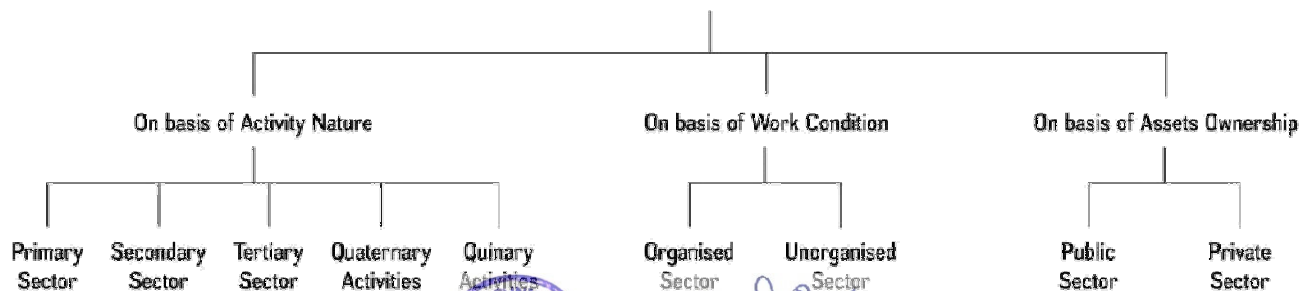 On basis of Activity Nature
On basis of Work Condition
On basis of Assets Ownership
Primary Sector
Secondary Sector
Tertiary Sector
Quaternary Activities
Quinary Activities
Organised Sector
Unorganised Sector
Public Sector
Private Sector